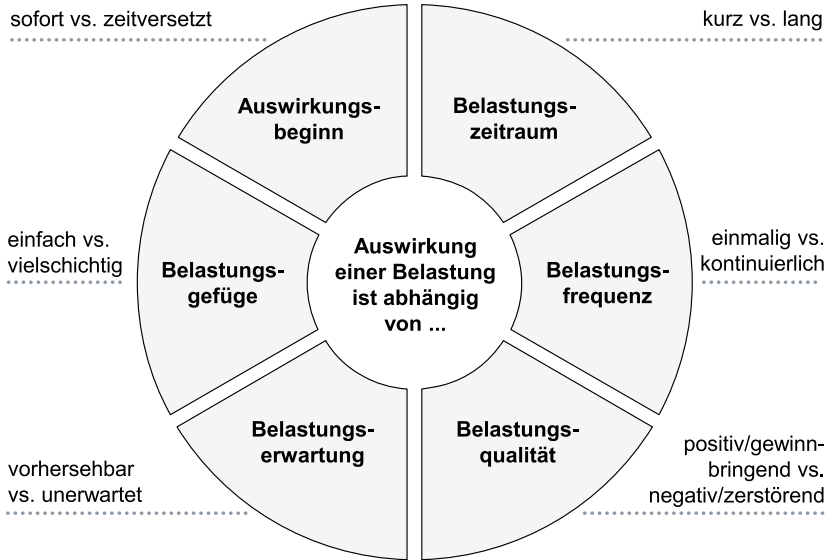 sofort vs. zeitversetzt
kurz vs. lang
Auswirkungs-
beginn
Belastungs-
zeitraum
einfach vs.
vielschichtig
Belastungs-
gefüge
Auswirkung
einer Belastung
ist abhängig
von ...
Belastungs-
frequenz
einmalig vs.
kontinuierlich
Belastungs-
erwartung
Belastungs-
qualität
vorhersehbar
vs. unerwartet
positiv/gewinn-
bringend vs.
negativ/zerstörend